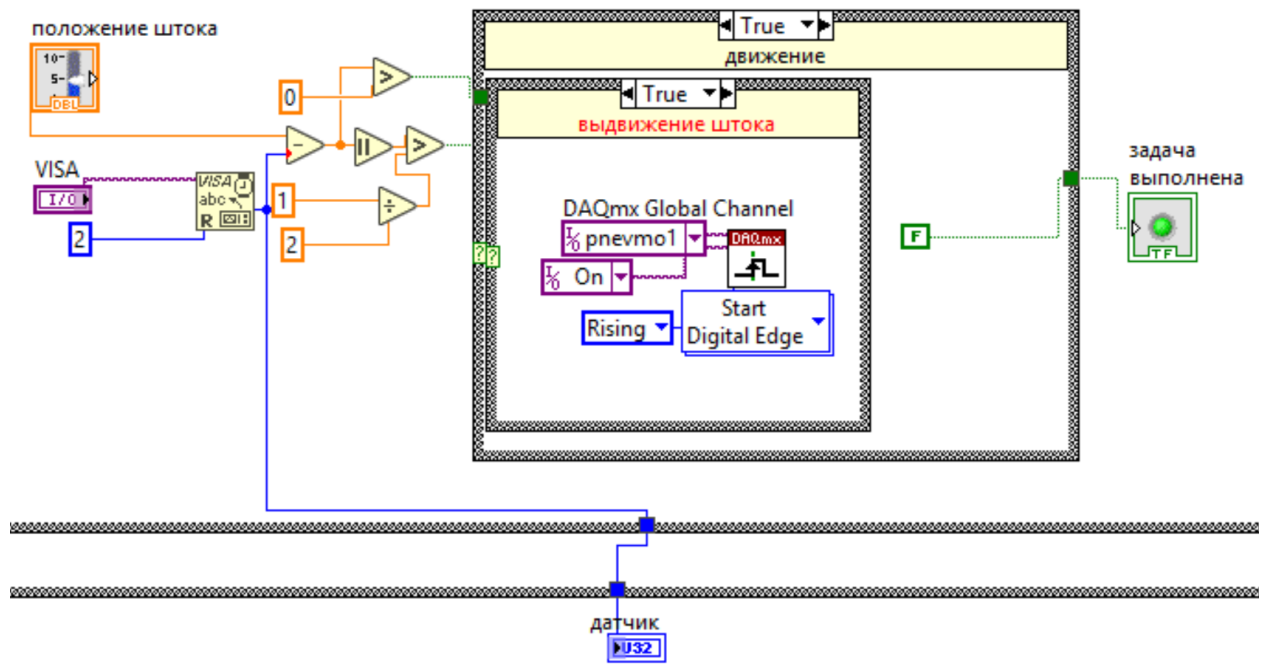 True
положение штока
движение
10
5
DBL
True
0
выдвижение штока
VISA
I/O
VISA
abc
R
1
2
2
DAQmx Global Channel
I/O pnevmo1
DAQmx
I/O On
Start
Rising
Digital Edge
??
F
задача
выполнена
TF
датчик
U32